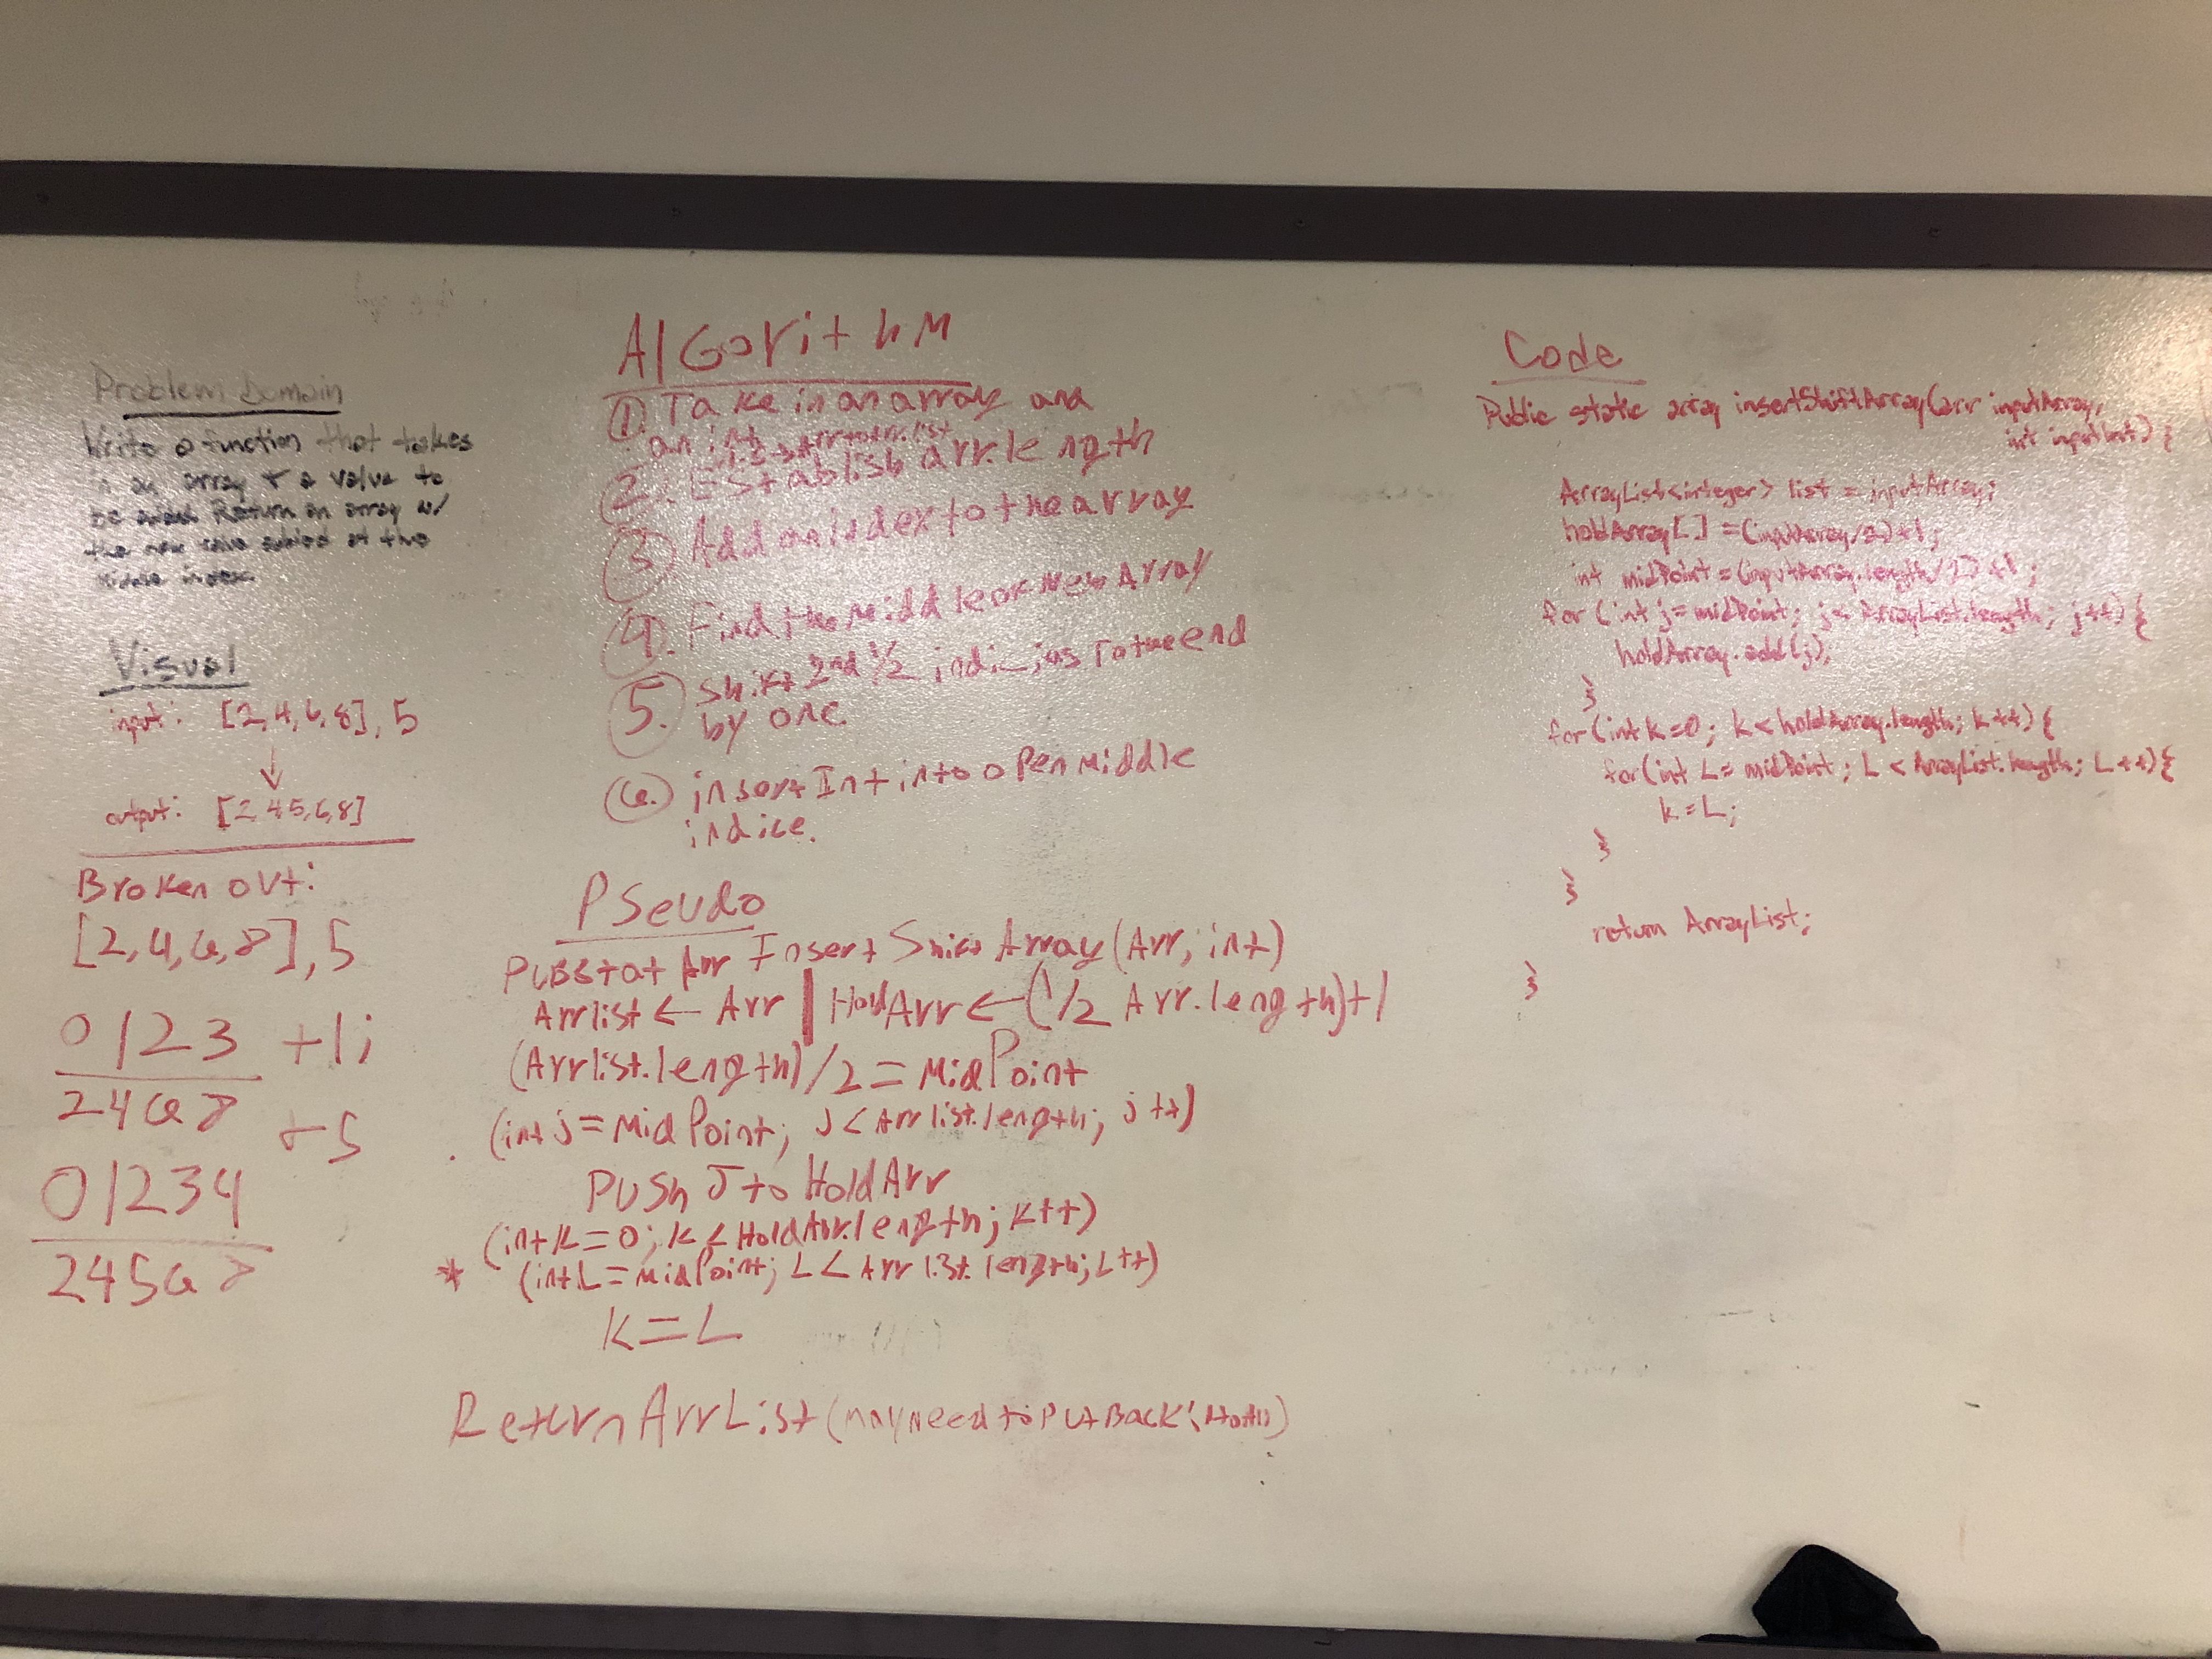 Problem Domain
Write a function that takes
in an array & a value to
be added. Return an array w/
the new value added at the
middle index.
Visual
input: [2,4,6,8], 5
↓
output: [2,4,5,6,8]
Broken out:
[2,4,6,8], 5
0123 +1i
2468 +5
01234
24568
AlGorithM
1. Take in an array and
an int
2. Establish arr.length
3. Add an index to the array
4. Find the Middle of New Array
5. Shift 2nd 1/2 to the end
by one.
6. insert Int into open Middle
indice.
PSeudo
PUBStat Arr Insert Shift Array (Arr, int)
Arrlist ← Arr | HoldArr ← (1/2 Arr.length)+1
(Arrlist.length)/2 = MidPoint
(int j = MidPoint; J < Arrlist.length; j++)
PUSh J to HoldArr
(int K = 0; K < HoldArr.length; K++)
* (int L = MidPoint; L < Arrlist.length; L++)
K = L
Return ArrList (may need to PUt Back
Code
Public static array insertShiftArray(arr inputArray,
int inputInt) {
ArrayList<integer> list = inputArray;
holdArray[ ] = (inputArray/2)+1;
int midPoint = (inputArray.length/2)+1;
for (int j = midPoint; j < ArrayList.length; j++) {
holdArray.add(j);
}
for (int k=0; k < holdArray.length; k++) {
for (int L = midPoint; L < ArrayList.length; L++) {
k = L;
}
}
return ArrayList;
}